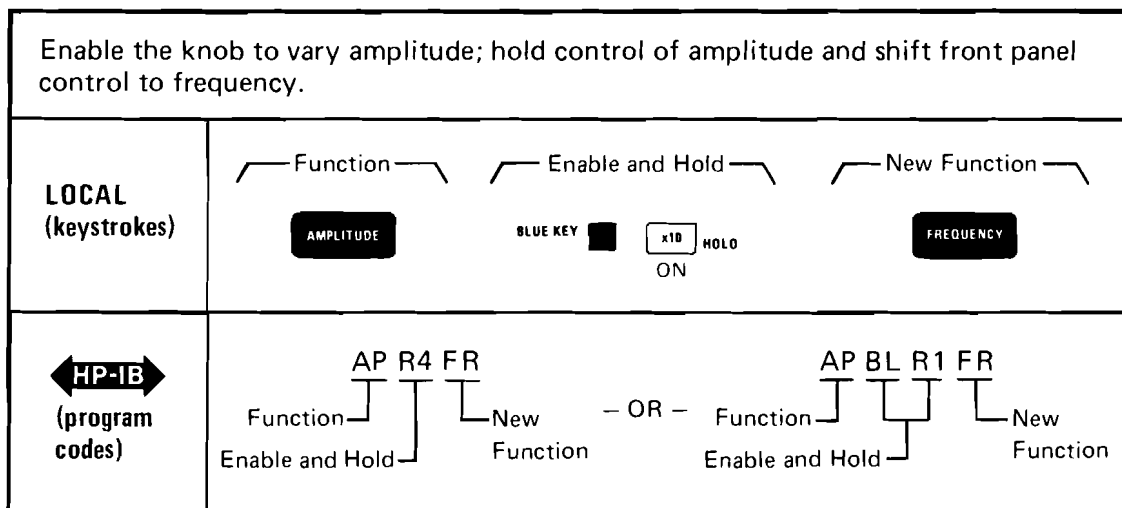 Enable the knob to vary amplitude; hold control of amplitude and shift front panel
control to frequency.
LOCAL
(keystrokes)
Function
Enable and Hold
New Function
AMPLITUDE
BLUE KEY
x10
HOLO
ON
FREQUENCY
HP-IB
(program
codes)
AP R4 FR
Function
New
Function
Enable and Hold
– OR –
AP BL R1 FR
Function
New
Function
Enable and Hold